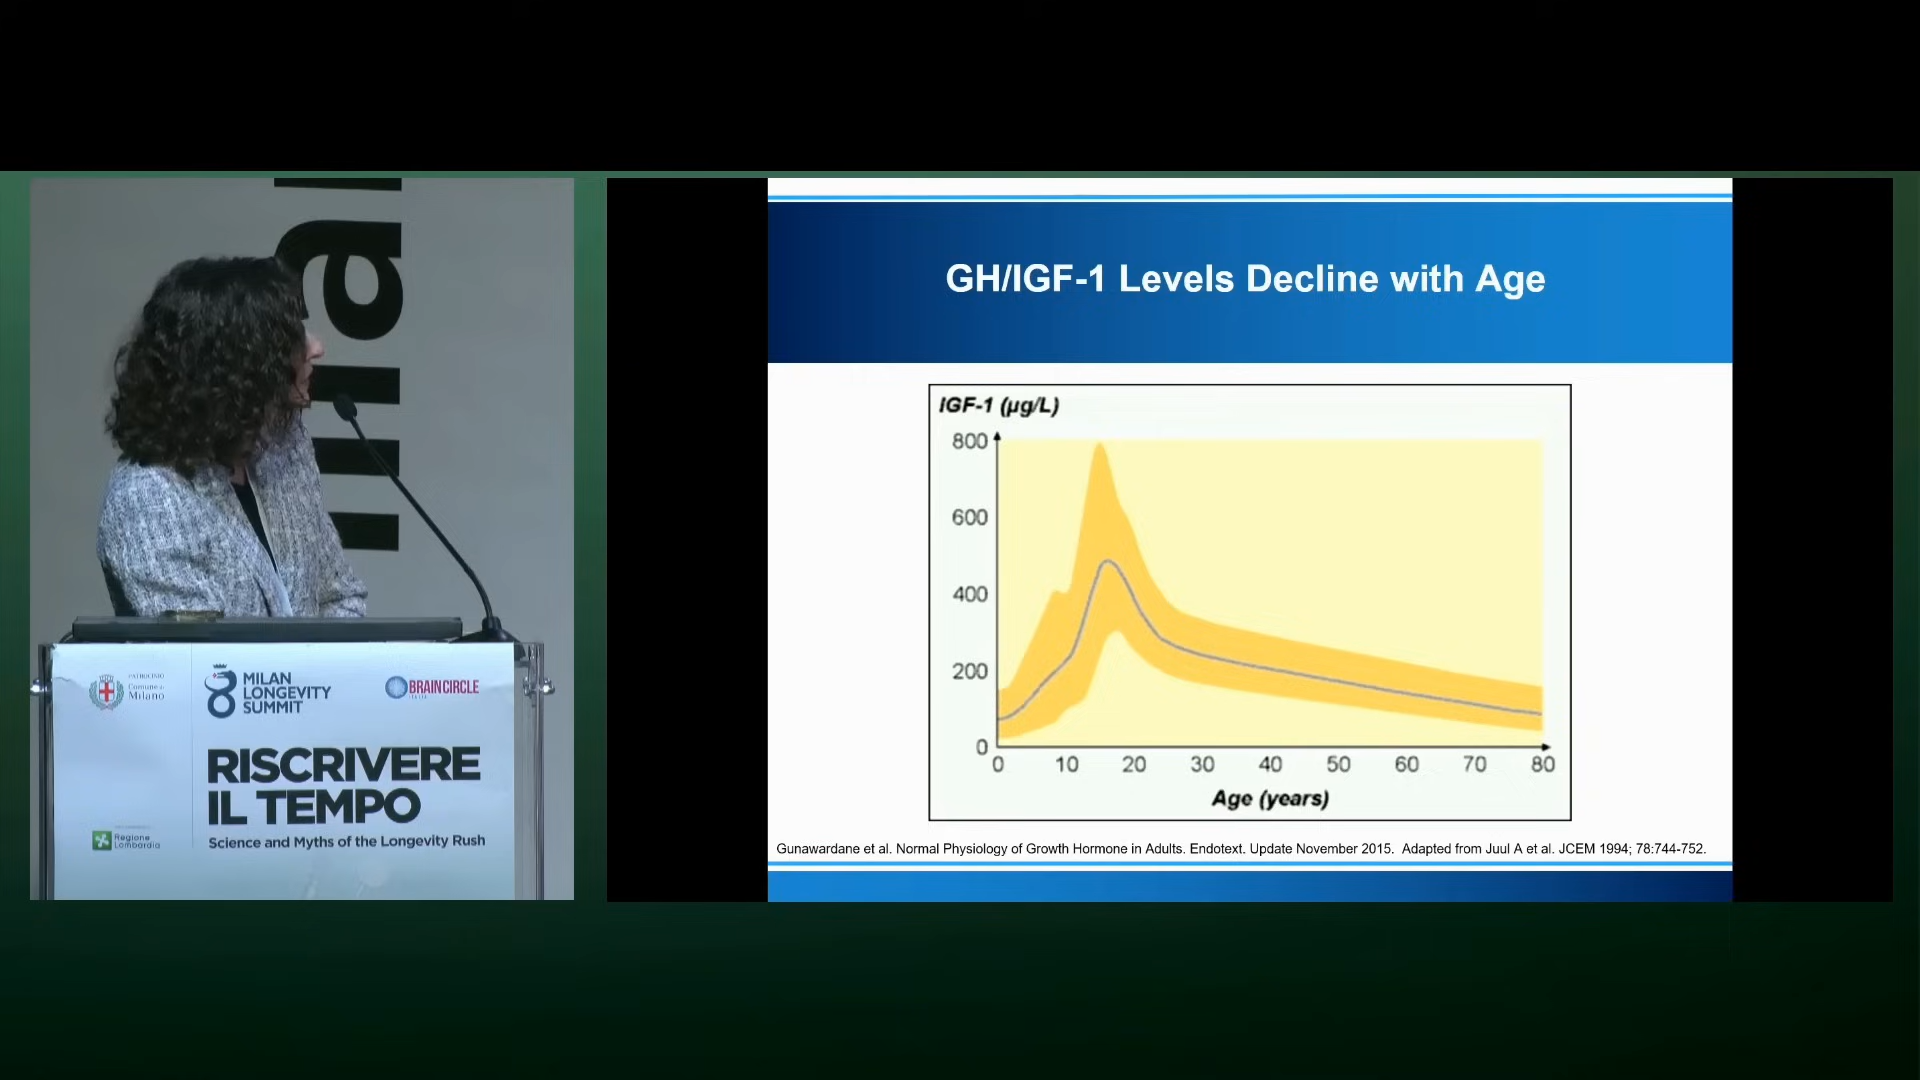 PATROCINIO
Comune di
Milano
MILAN
LONGEVITY
SUMMIT
BRAINCIRCLE
ITALIA
RISCRIVERE
IL TEMPO
Science and Myths of the Longevity Rush
Regione
Lombardia
GH/IGF-1 Levels Decline with Age
IGF-1 (µg/L)
800
600
400
200
0
0 10 20 30 40 50 60 70 80
Age (years)
Gunawardane et al. Normal Physiology of Growth Hormone in Adults. Endotext. Update November 2015. Adapted from Juul A et al. JCEM 1994; 78:744-752.